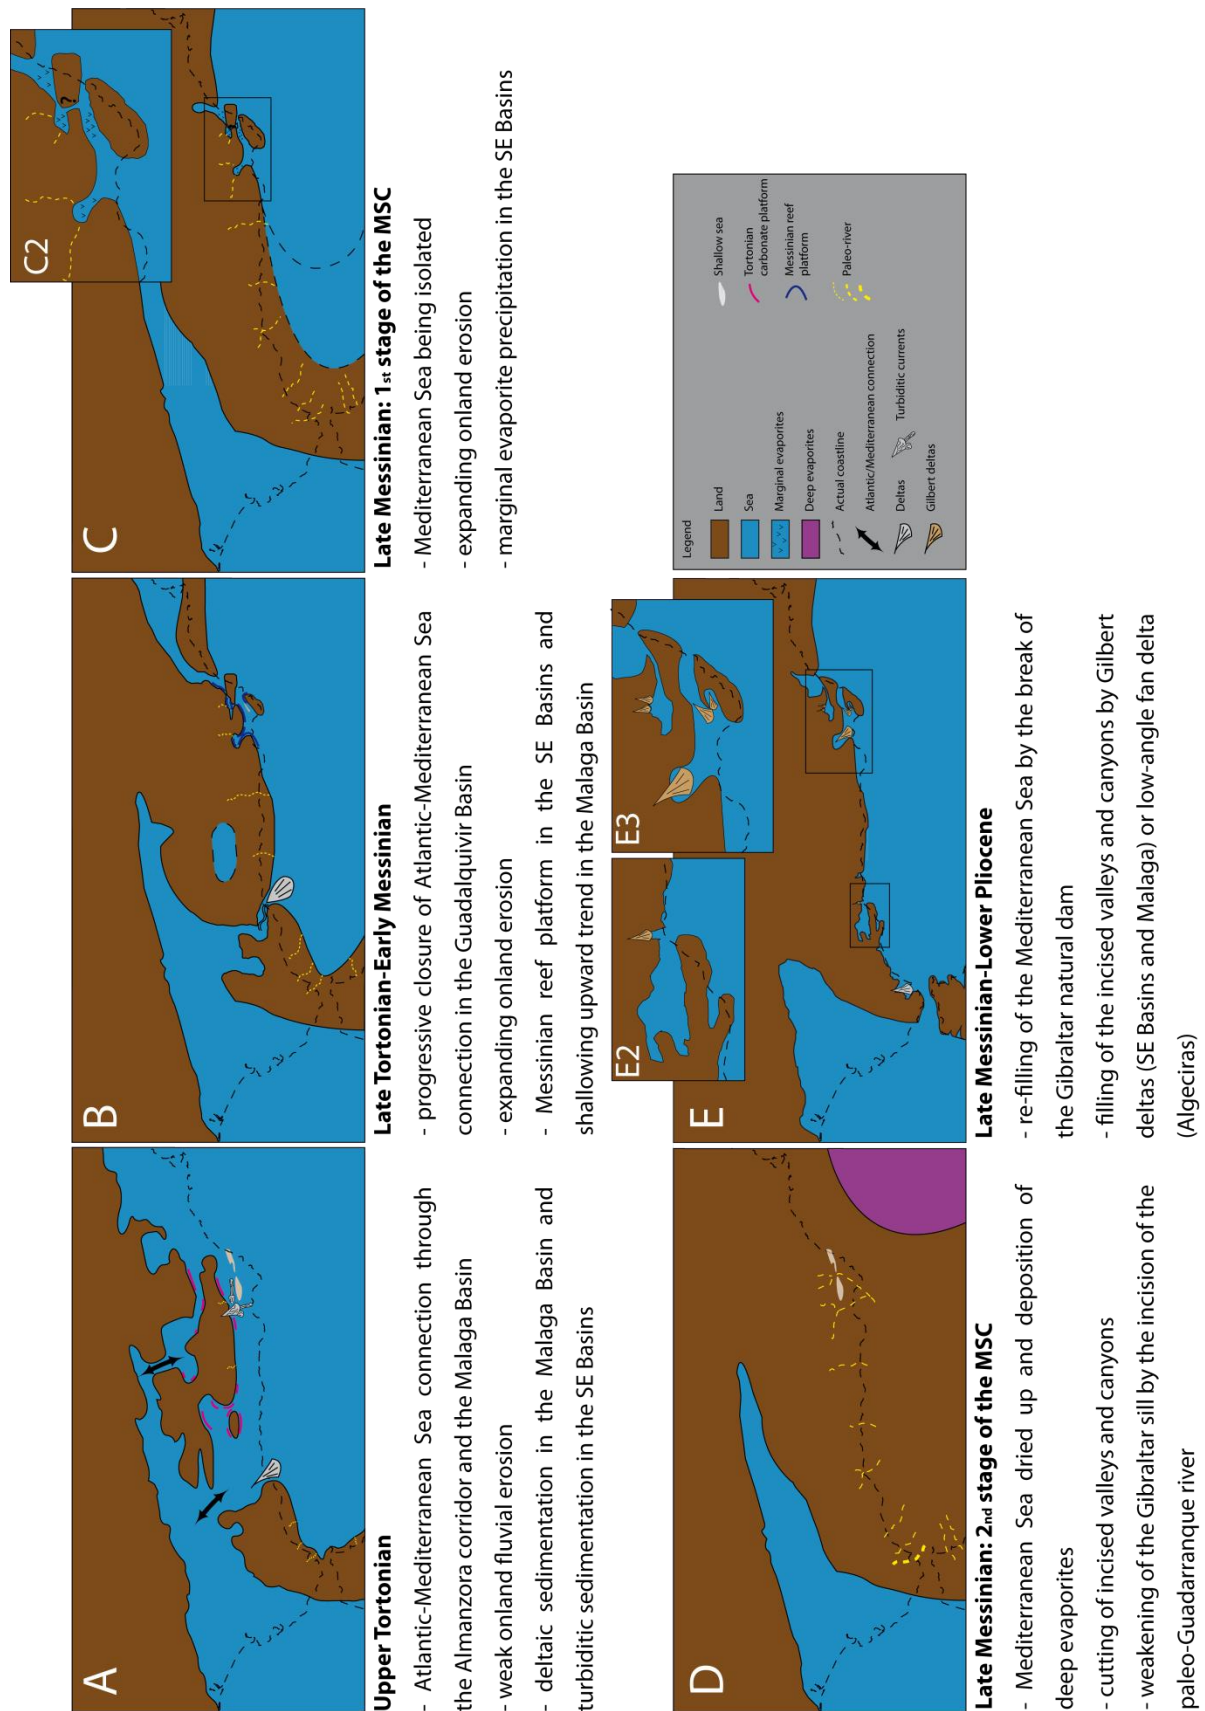 A
Upper Tortonian
- Atlantic-Mediterranean Sea connection through
the Almanzora corridor and the Malaga Basin
- weak onland fluvial erosion
- deltaic sedimentation in the Malaga Basin and
turbiditic sedimentation in the SE Basins
B
Late Tortonian-Early Messinian
- progressive closure of Atlantic-Mediterranean Sea
connection in the Guadalquivir Basin
- expanding onland erosion
- Messinian reef platform in the SE Basins and
shallowing upward trend in the Malaga Basin
C
C2
?
Late Messinian: 1st stage of the MSC
- Mediterranean Sea being isolated
- expanding onland erosion
- marginal evaporite precipitation in the SE Basins
D
Late Messinian: 2nd stage of the MSC
- Mediterranean Sea dried up and deposition of
deep evaporites
- cutting of incised valleys and canyons
- weakening of the Gibraltar sill by the incision of the
paleo-Guadarranque river
E
E2
E3
Late Messinian-Lower Pliocene
- re-filling of the Mediterranean Sea by the break of
the Gibraltar natural dam
- filling of the incised valleys and canyons by Gilbert
deltas (SE Basins and Malaga) or low-angle fan delta
(Algeciras)
Legend
Land
Sea
Marginal evaporites
Deep evaporites
Actual coastline
Atlantic/Mediterranean connection
Deltas
Turbiditic currents
Gilbert deltas
Shallow sea
Tortonian
carbonate platform
Messinian reef
platform
Paleo-river